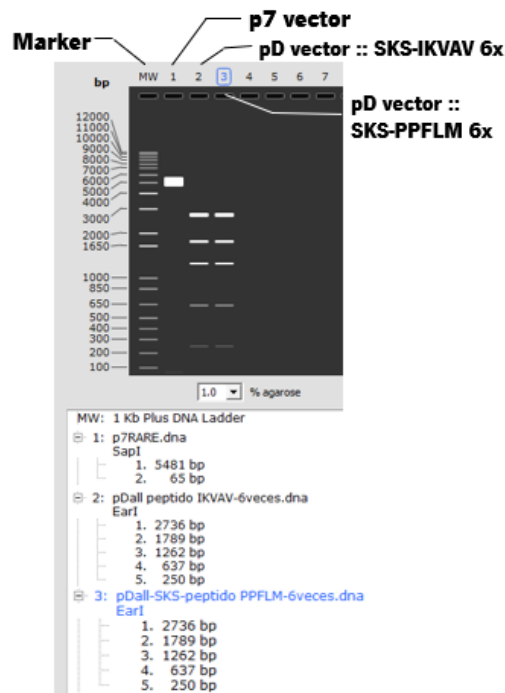 p7 vector
Marker
pD vector :: SKS-IKVAV 6x
bp
MW 1 2 3 4 5 6 7
pD vector ::
SKS-PPFLM 6x
12000
11000
10000
9000
8000
7000
6000
5000
4000
3000
2000
1650
1000
850
650
500
400
300
200
100
1.0 % agarose
MW: 1 Kb Plus DNA Ladder
1: p7RARE.dna
SapI
1. 5481 bp
2. 65 bp
2: pDall peptido IKVAV-6veces.dna
EarI
1. 2736 bp
2. 1789 bp
3. 1262 bp
4. 637 bp
5. 250 bp
3: pDall-SKS-peptido PPFLM-6veces.dna
EarI
1. 2736 bp
2. 1789 bp
3. 1262 bp
4. 637 bp
5. 250 bp